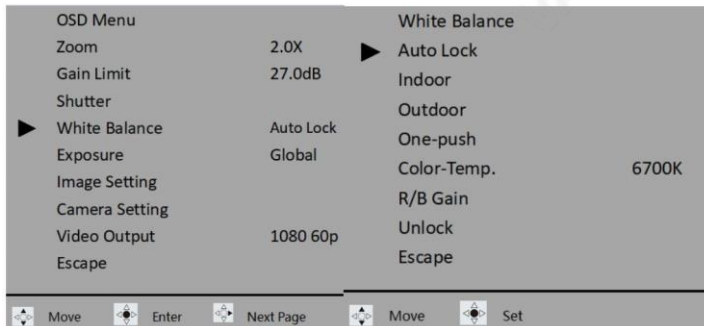 OSD Menu
Zoom 2.0X
Gain Limit 27.0dB
Shutter
White Balance Auto Lock
Exposure Global
Image Setting
Camera Setting
Video Output 1080 60p
Escape
Move Enter Next Page
White Balance
Auto Lock
Indoor
Outdoor
One-push
Color-Temp. 6700K
R/B Gain
Unlock
Escape
Move Set